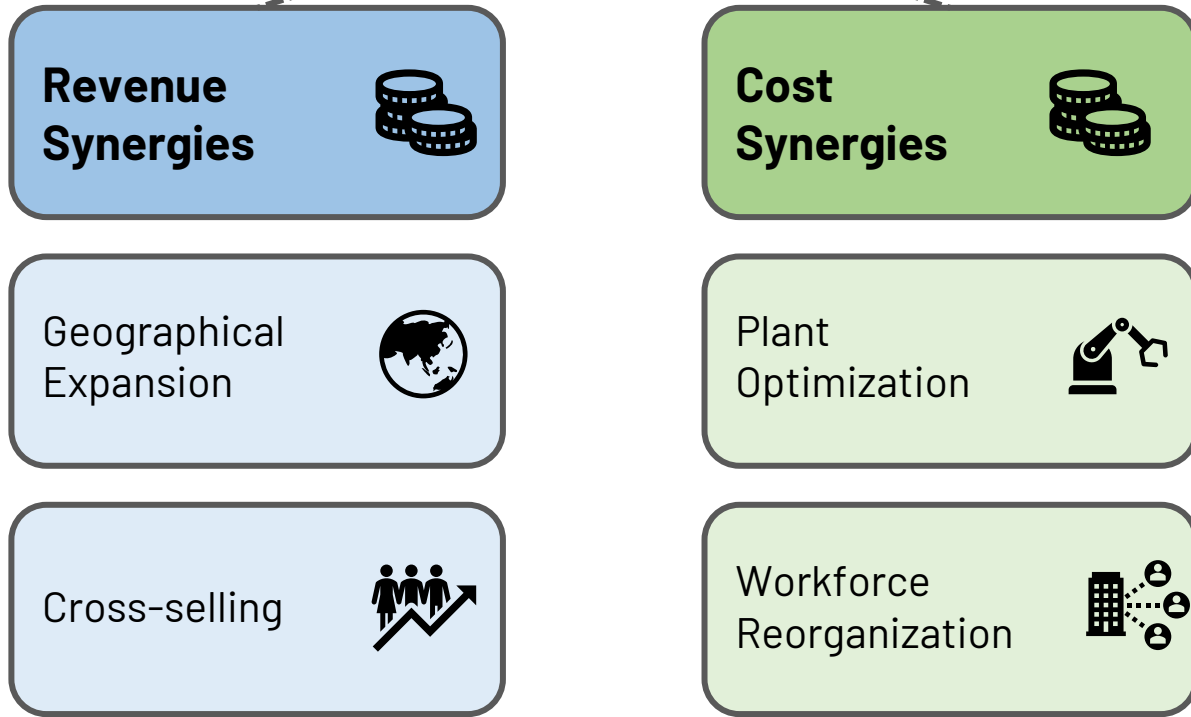 Revenue
Synergies
Cost
Synergies
Geographical
Expansion
Plant
Optimization
Cross-selling
Workforce
Reorganization